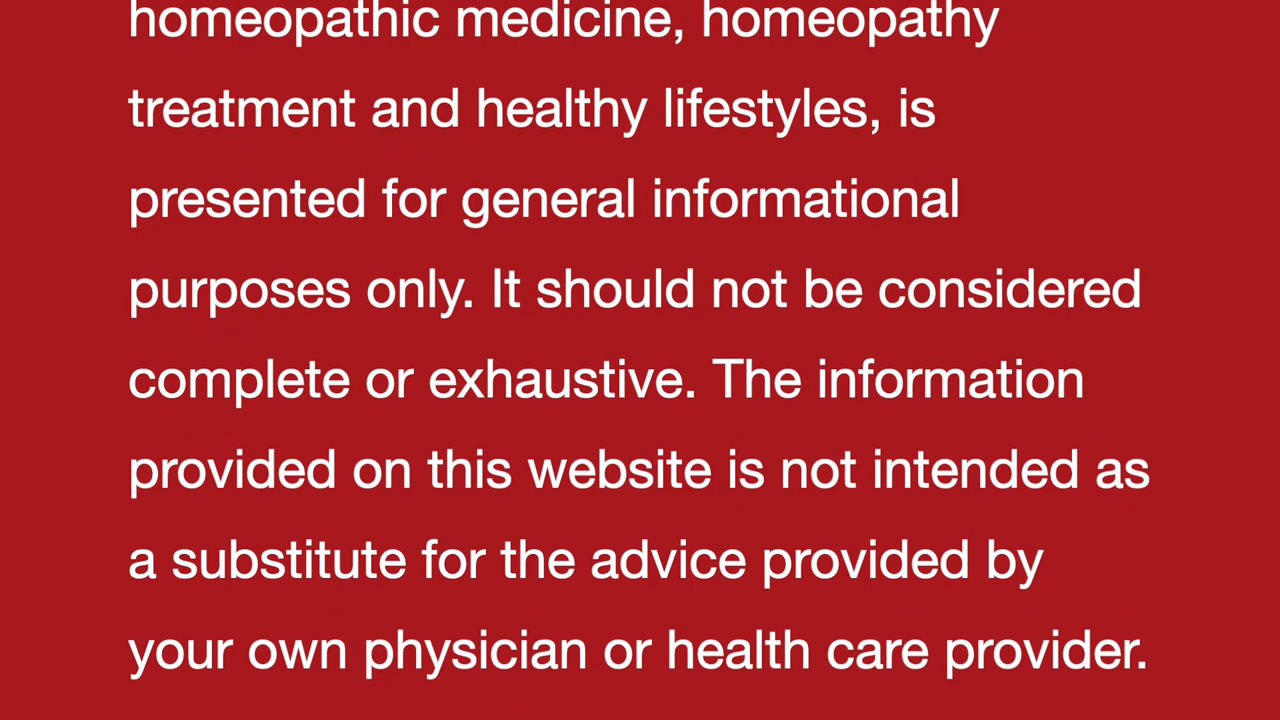 homeopathic medicine, homeopathy
treatment and healthy lifestyles, is
presented for general informational
purposes only. It should not be considered
complete or exhaustive. The information
provided on this website is not intended as
a substitute for the advice provided by
your own physician or health care provider.